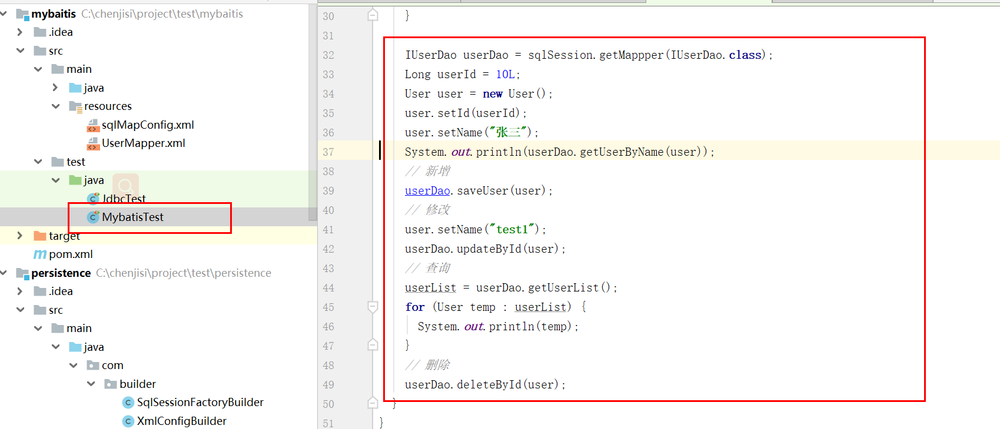 mybaitis C:\chenjisi\project\test\mybaitis
.idea
src
main
java
resources
sqlMapConfig.xml
UserMapper.xml
test
java
JdbcTest
MybatisTest
target
pom.xml
persistence C:\chenjisi\project\test\persistence
.idea
src
main
java
com
builder
SqlSessionFactoryBuilder
XmlConfigBuilder
30 }
31
32 IUserDao userDao = sqlSession.getMappper(IUserDao.class);
33 Long userId = 10L;
34 User user = new User();
35 user.setId(userId);
36 user.setName("张三");
37 System.out.println(userDao.getUserByName(user));
38 // 新增
39 userDao.saveUser(user);
40 // 修改
41 user.setName("test1");
42 userDao.updateById(user);
43 // 查询
44 userList = userDao.getUserList();
45 for (User temp : userList) {
46 System.out.println(temp);
47 }
48 // 删除
49 userDao.deleteById(user);
50 }
51 }